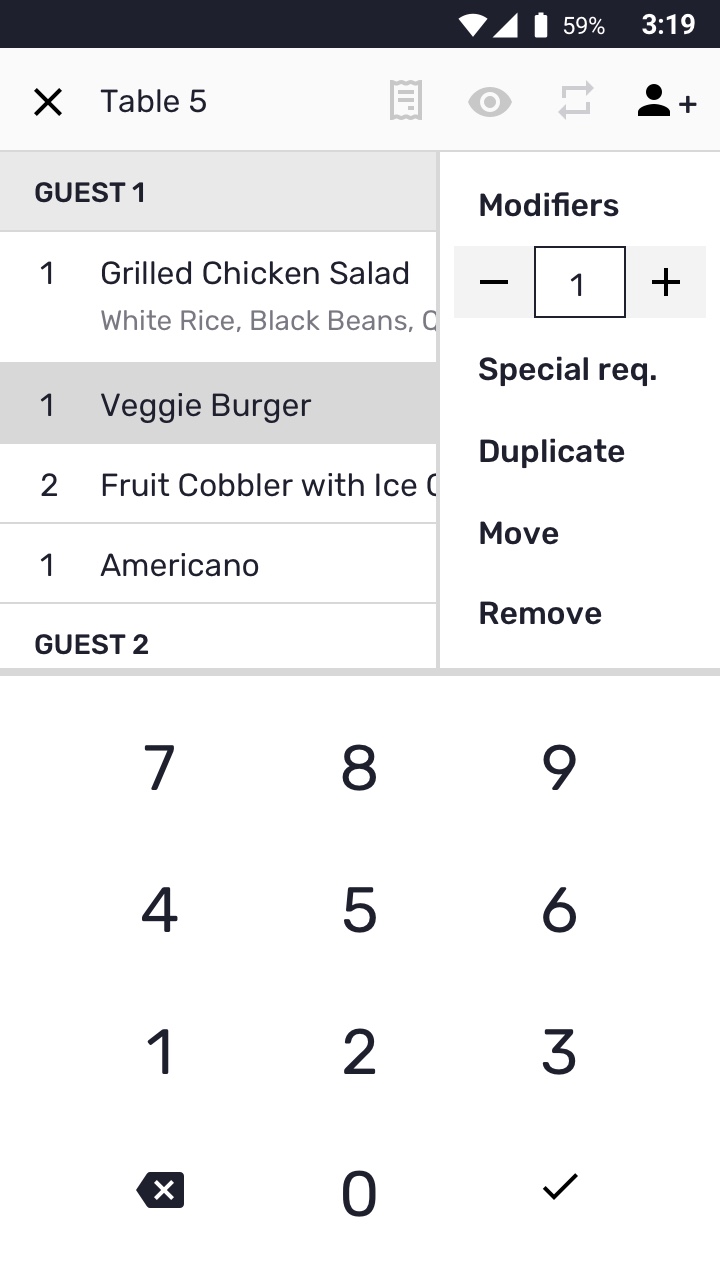 59% 3:19
Table 5
GUEST 1
1 Grilled Chicken Salad
White Rice, Black Beans,
1 Veggie Burger
2 Fruit Cobbler with Ice
1 Americano
GUEST 2
Modifiers
1
Special req.
Duplicate
Move
Remove
7 8 9
4 5 6
1 2 3
0